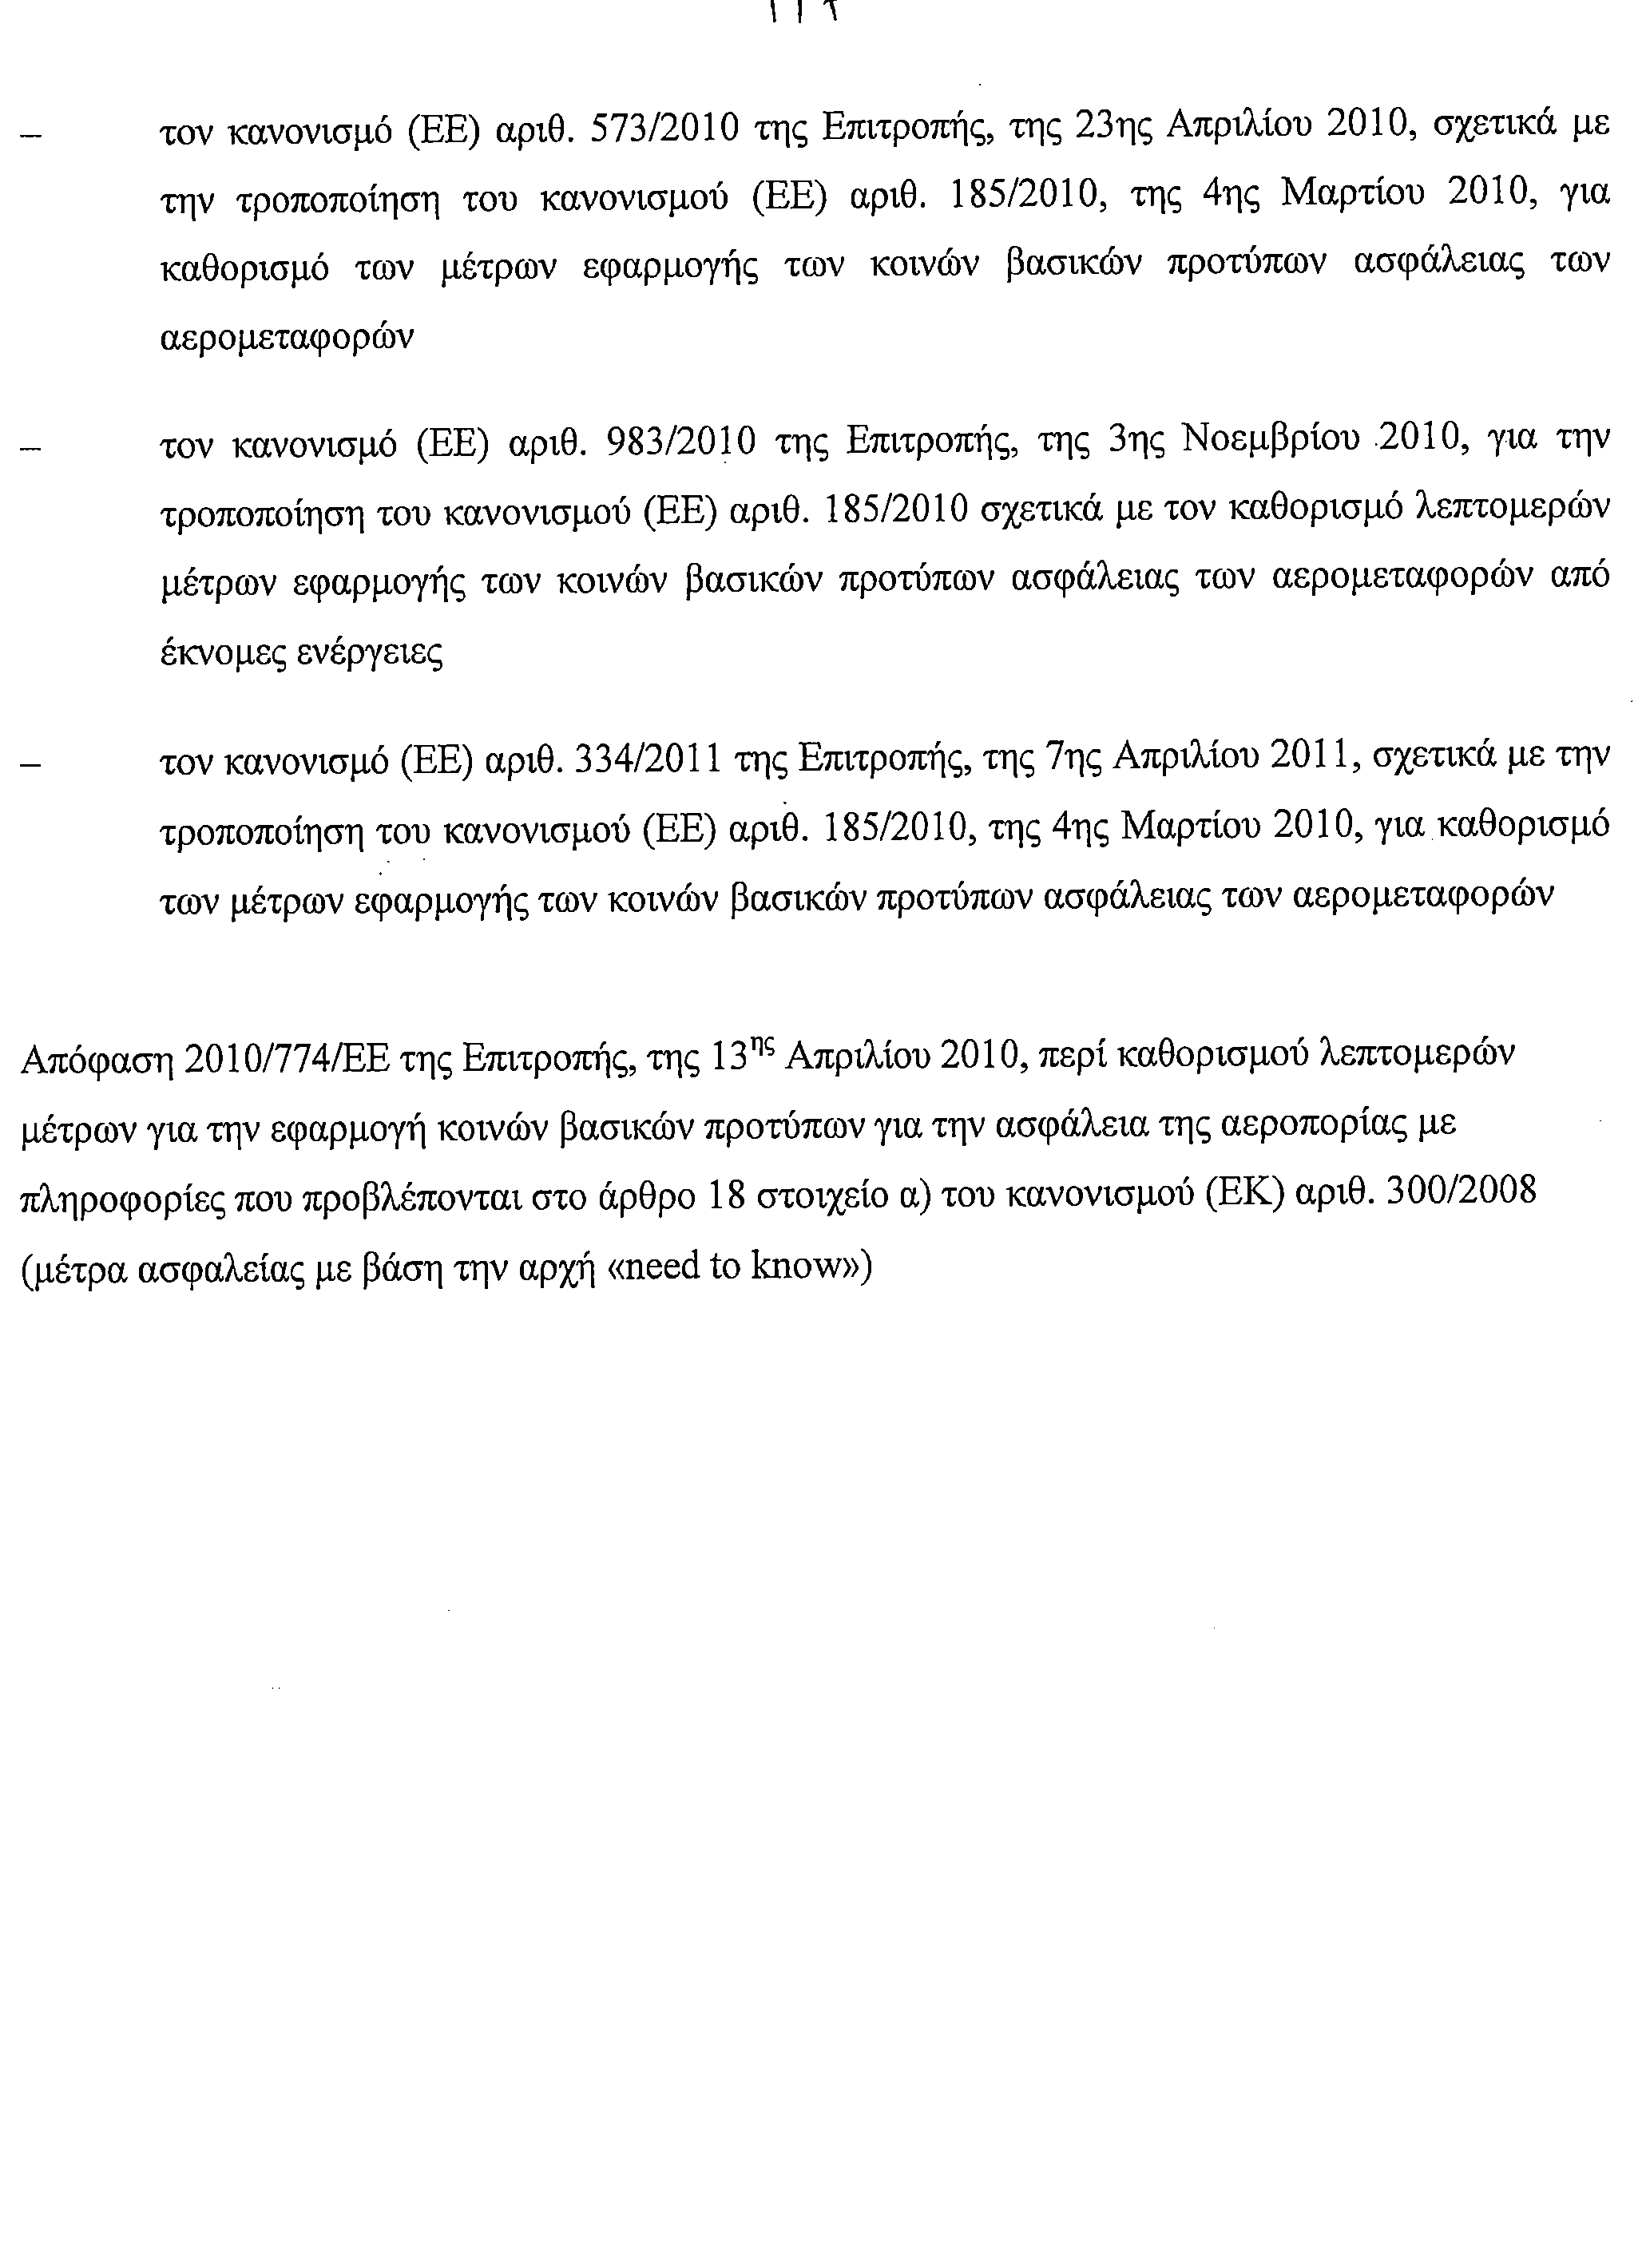 – τον κανονισμό (ΕΕ) αριθ. 573/2010 της Επιτροπής, της 23ης Απριλίου 2010, σχετικά με
την τροποποίηση του κανονισμού (ΕΕ) αριθ. 185/2010, της 4ης Μαρτίου 2010, για
καθορισμό των μέτρων εφαρμογής των κοινών βασικών προτύπων ασφάλειας των
αερομεταφορών
– τον κανονισμό (ΕΕ) αριθ. 983/2010 της Επιτροπής, της 3ης Νοεμβρίου 2010, για την
τροποποίηση του κανονισμού (ΕΕ) αριθ. 185/2010 σχετικά με τον καθορισμό λεπτομερών
μέτρων εφαρμογής των κοινών βασικών προτύπων ασφάλειας των αερομεταφορών από
έκνομες ενέργειες
– τον κανονισμό (ΕΕ) αριθ. 334/2011 της Επιτροπής, της 7ης Απριλίου 2011, σχετικά με την
τροποποίηση του κανονισμού (ΕΕ) αριθ. 185/2010, της 4ης Μαρτίου 2010, για καθορισμό
των μέτρων εφαρμογής των κοινών βασικών προτύπων ασφάλειας των αερομεταφορών
Απόφαση 2010/774/ΕΕ της Επιτροπής, της 13ης Απριλίου 2010, περί καθορισμού λεπτομερών
μέτρων για την εφαρμογή κοινών βασικών προτύπων για την ασφάλεια της αεροπορίας με
πληροφορίες που προβλέπονται στο άρθρο 18 στοιχείο α) του κανονισμού (ΕΚ) αριθ. 300/2008
(μέτρα ασφαλείας με βάση την αρχή «need to know»)